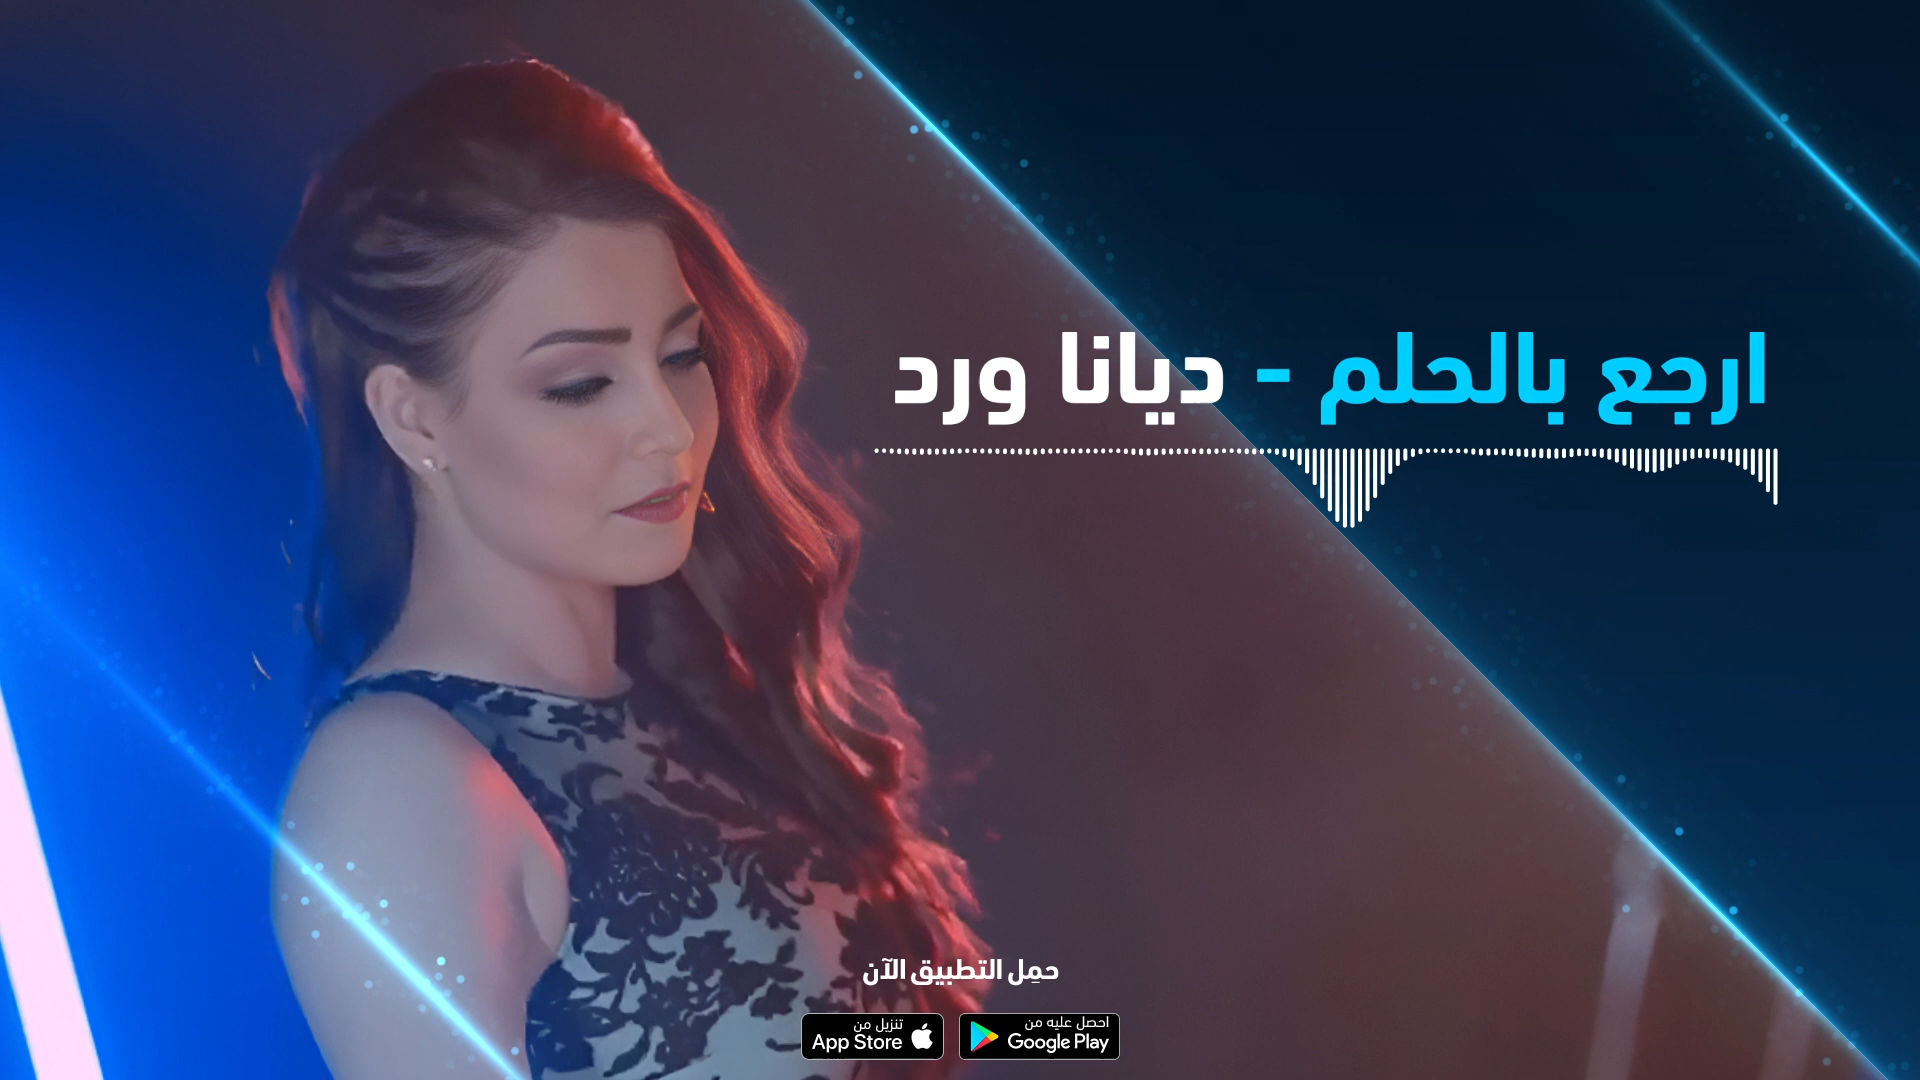 ارجع بالحلم - ديانا ورد
حمِل التطبيق الآن
احصل عليه من
Google Play
تنزيل من
App Store